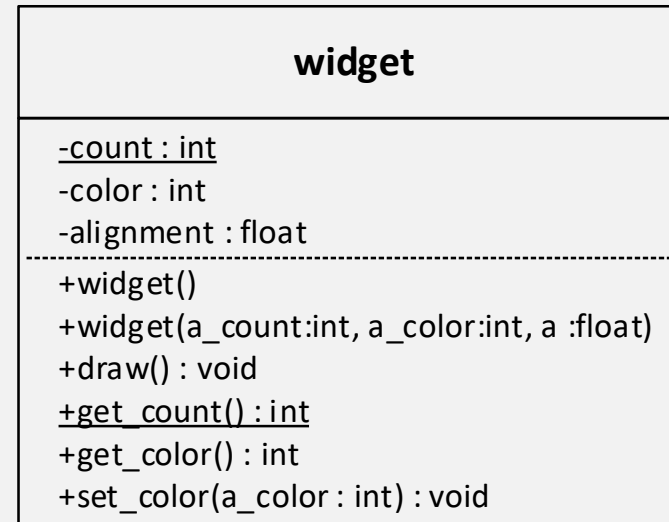 widget
-count : int
-color : int
-alignment : float
+widget()
+widget(a_count:int, a_color:int, a :float)
+draw() : void
+get_count() : int
+get_color() : int
+set_color(a_color : int) : void